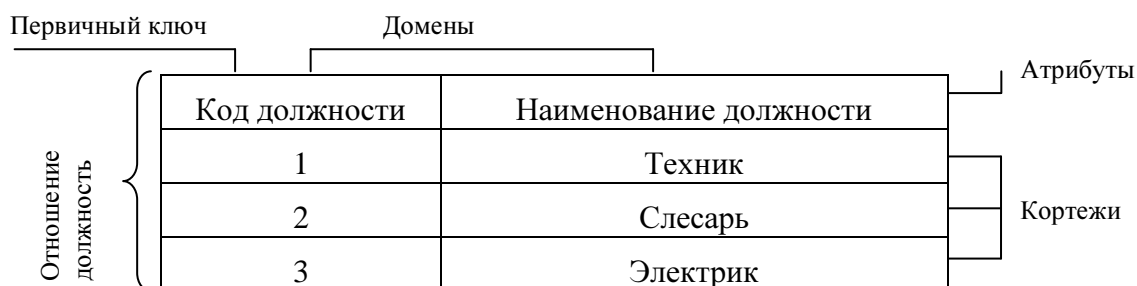 Первичный ключ
Домены
Атрибуты
Код должности
Наименование должности
1
Техник
2
Слесарь
3
Электрик
Кортежи
Отношение
должность